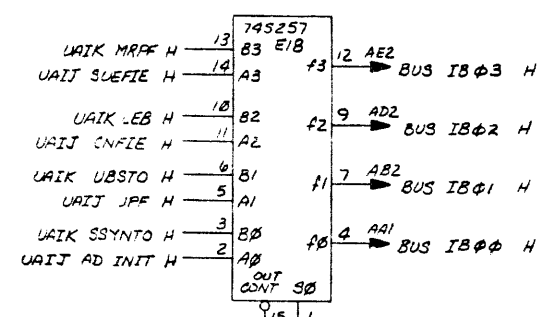 74S257
E18
UAIK MRPF H 13 B3 f3 12 AE2 BUS IBØ3 H
UAIJ SUEFIE H 14 A3
UAIK LEB H 10 B2 f2 9 AD2 BUS IBØ2 H
UAIJ CNFIE H 11 A2
UAIK UBSTO H 6 B1 f1 7 AB2 BUS IBØ1 H
UAIJ JPF H 5 A1
UAIK SSYNTO H 3 BØ fØ 4 AA1 BUS IBØØ H
UAIJ AD INIT H 2 AØ
OUT
CONT SØ
15 1